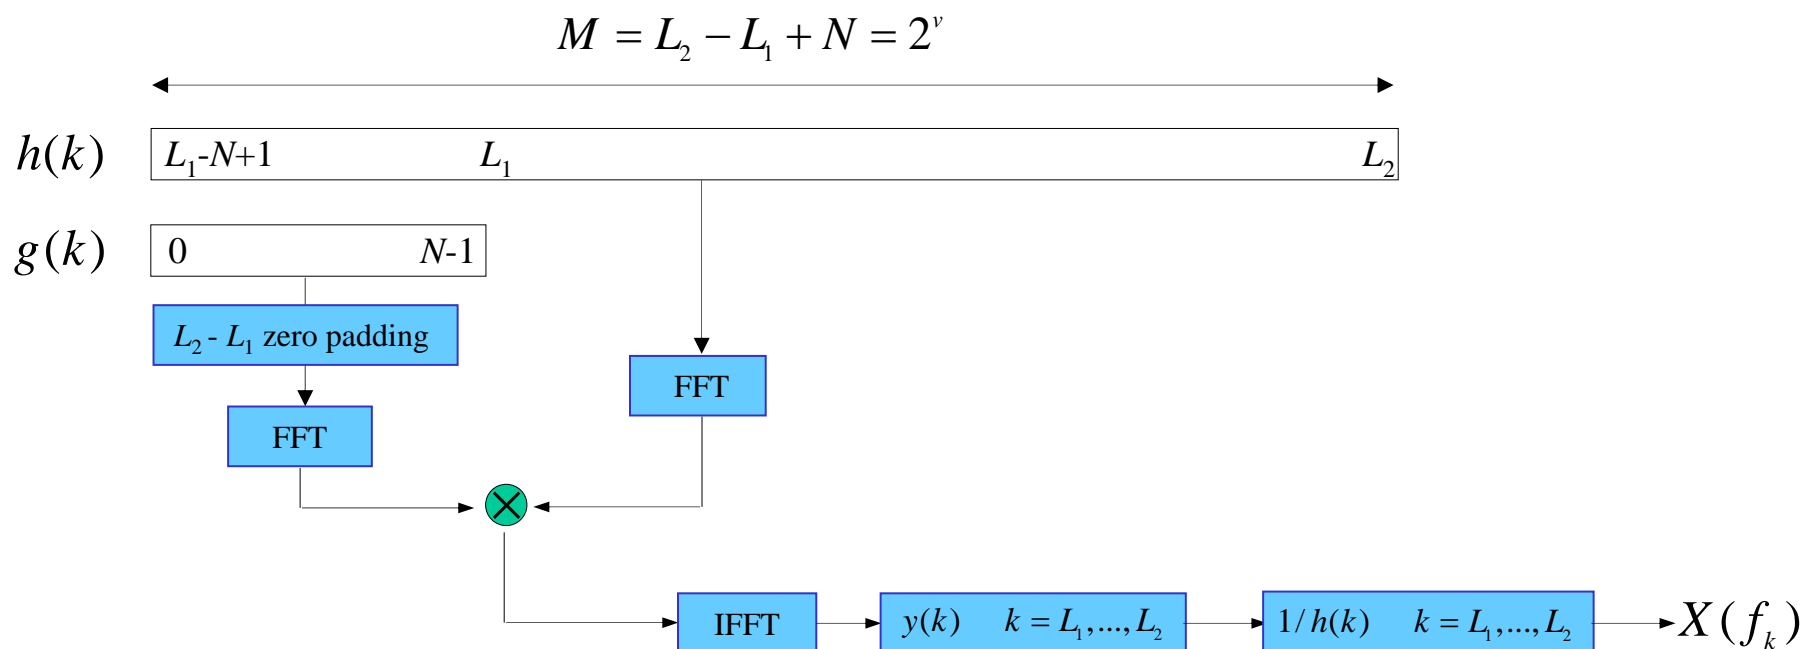 M = L₂ − L₁ + N = 2ᵛ
h(k)
L₁-N+1 L₁ L₂
g(k)
0 N-1
L₂ - L₁ zero padding
FFT
FFT
IFFT
y(k) k = L₁,...,L₂
1/h(k) k = L₁,...,L₂
X(fₖ)